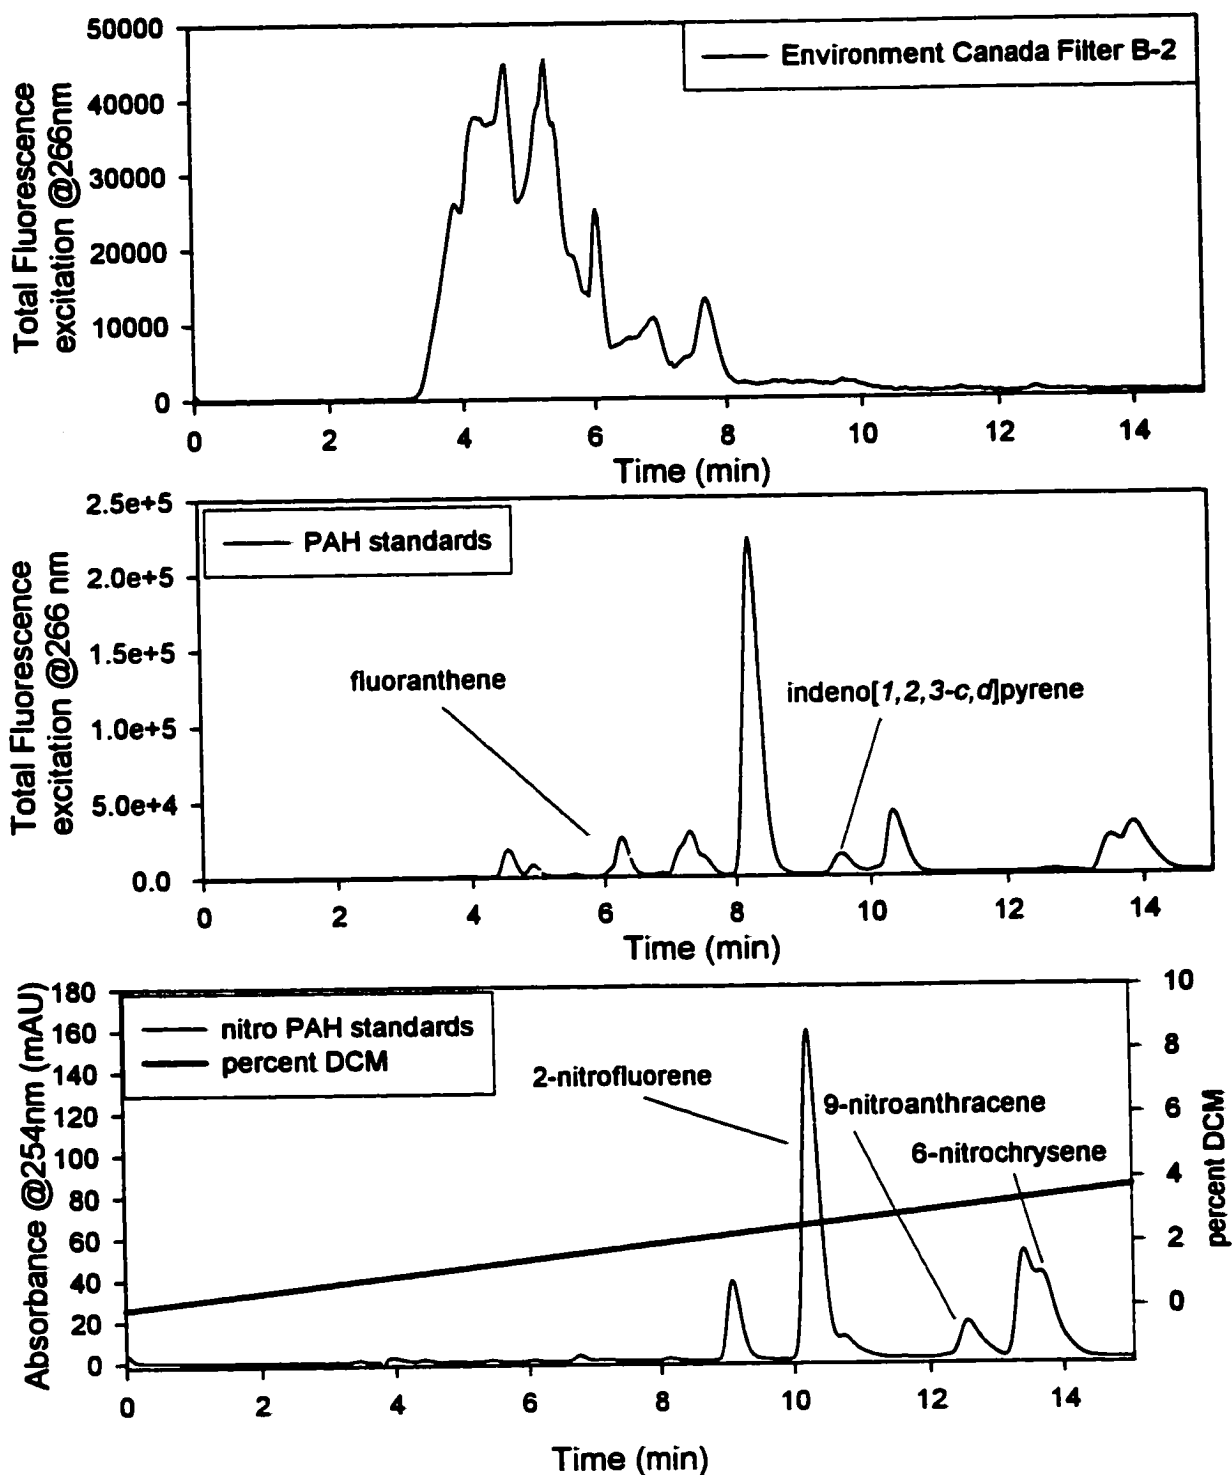 50000
40000
30000
20000
10000
0
Total Fluorescence
excitation @266nm
Environment Canada Filter B-2
0 2 4 6 8 10 12 14
Time (min)
2.5e+5
2.0e+5
1.5e+5
1.0e+5
5.0e+4
0.0
Total Fluorescence
excitation @266 nm
PAH standards
fluoranthene
indeno[1,2,3-c,d]pyrene
0 2 4 6 8 10 12 14
Time (min)
180
160
140
120
100
80
60
40
20
0
Absorbance @254nm (mAU)
nitro PAH standards
percent DCM
2-nitrofluorene
9-nitroanthracene
6-nitrochrysene
10
8
6
4
2
0
percent DCM
0 2 4 6 8 10 12 14
Time (min)